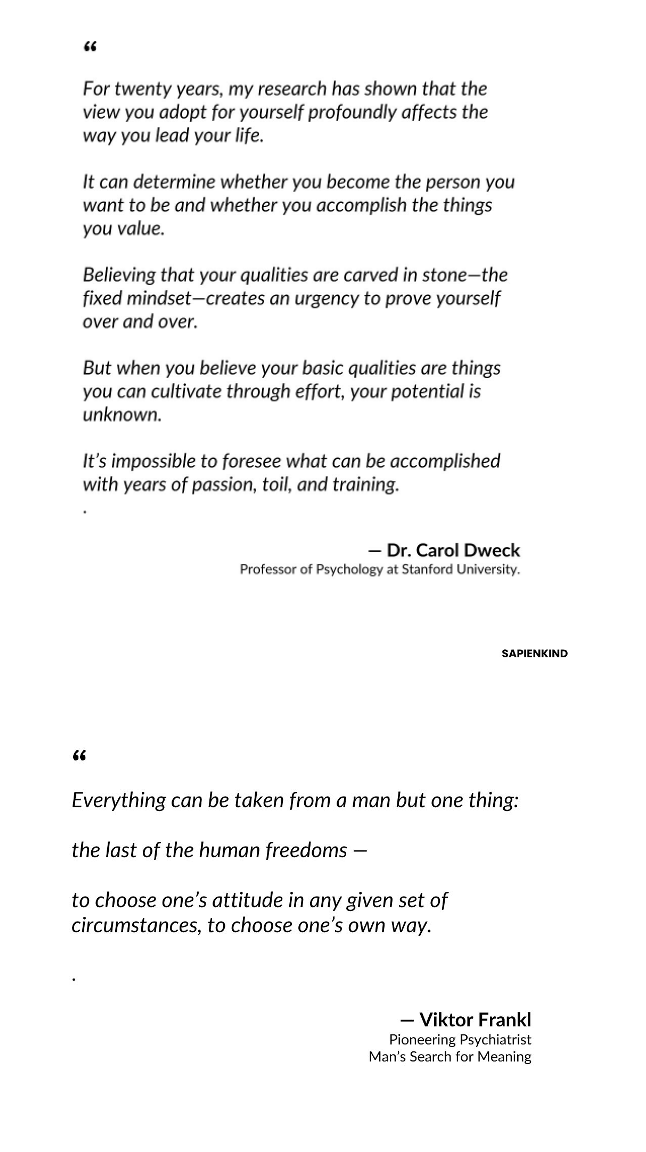 “
For twenty years, my research has shown that the
view you adopt for yourself profoundly affects the
way you lead your life.
It can determine whether you become the person you
want to be and whether you accomplish the things
you value.
Believing that your qualities are carved in stone—the
fixed mindset—creates an urgency to prove yourself
over and over.
But when you believe your basic qualities are things
you can cultivate through effort, your potential is
unknown.
It’s impossible to foresee what can be accomplished
with years of passion, toil, and training.
.
— Dr. Carol Dweck
Professor of Psychology at Stanford University.
SAPIENKIND
“
Everything can be taken from a man but one thing:
the last of the human freedoms —
to choose one’s attitude in any given set of
circumstances, to choose one’s own way.
.
— Viktor Frankl
Pioneering Psychiatrist
Man’s Search for Meaning